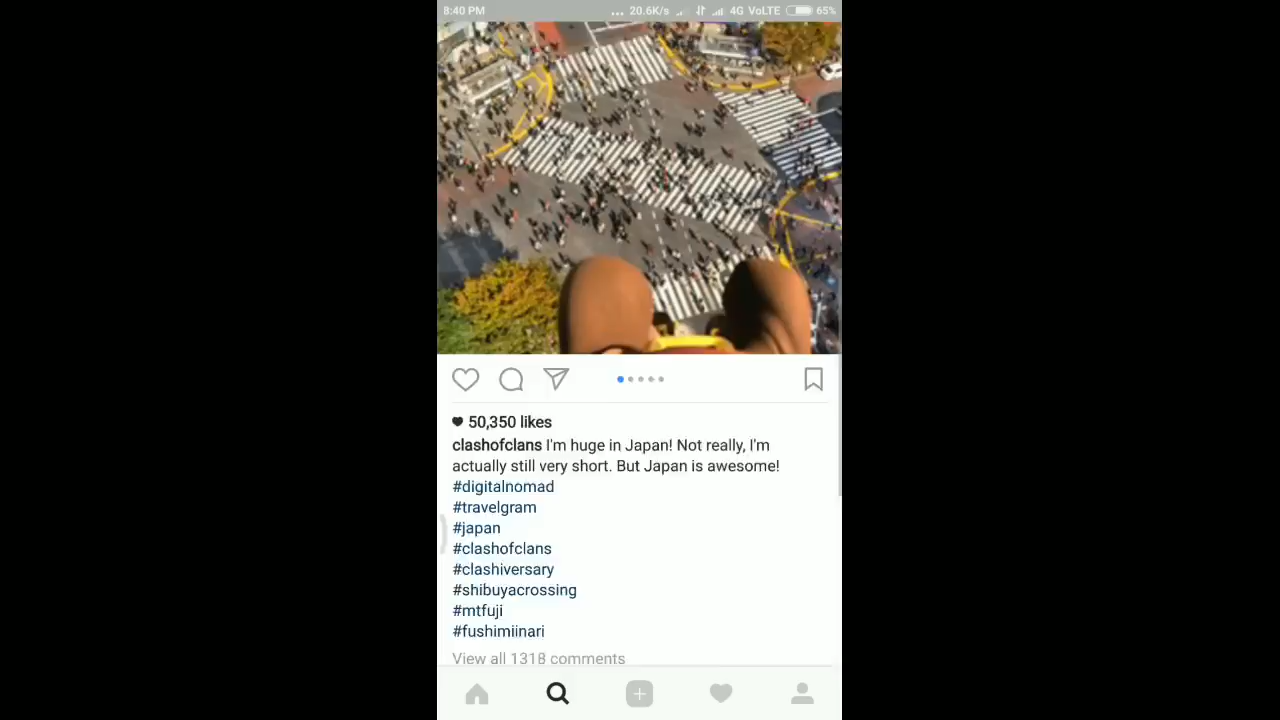 8:40 PM ... 20.6K/s 4G VoLTE 65%
50,350 likes
clashofclans I'm huge in Japan! Not really, I'm
actually still very short. But Japan is awesome!
#digitalnomad
#travelgram
#japan
#clashofclans
#clashiversary
#shibuyacrossing
#mtfuji
#fushimiinari
View all 1318 comments